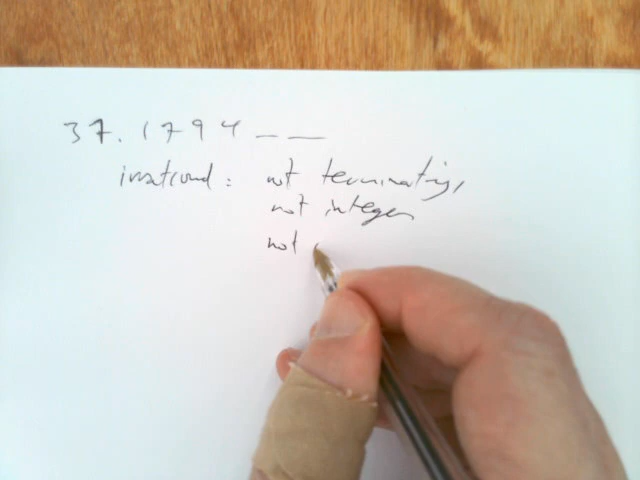 37.1794 _ _
irrational: not terminating,
not integer
not